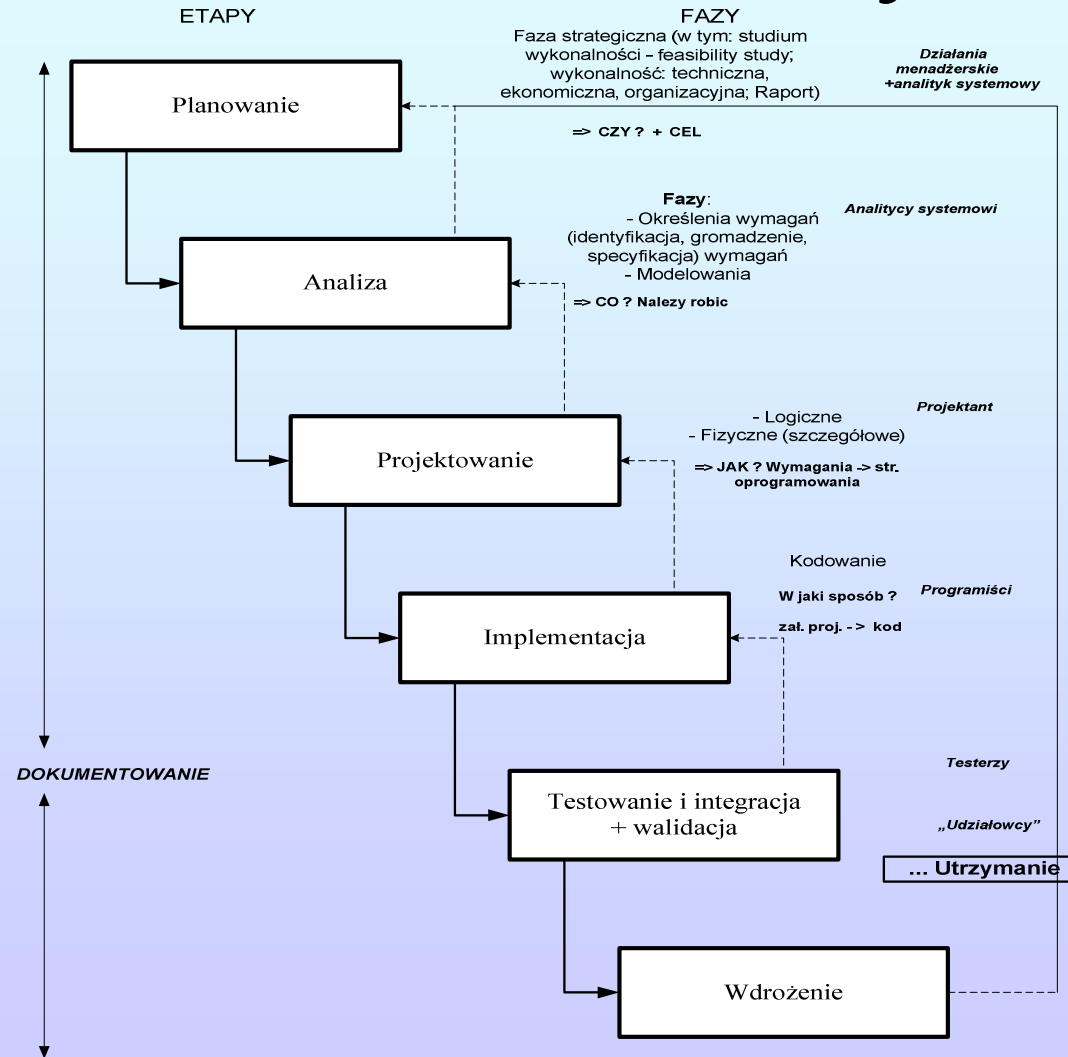 ETAPY
FAZY
Faza strategiczna (w tym: studium
wykonalności - feasibility study;
wykonalność: techniczna,
ekonomiczna, organizacyjna; Raport)
Działania
menadżerskie
+analityk systemowy
Planowanie
=> CZY ? + CEL
Fazy:
- Określenia wymagań
(identyfikacja, gromadzenie,
specyfikacja) wymagań
- Modelowania
Analitycy systemowi
Analiza
=> CO ? Nalezy robic
- Logiczne
- Fizyczne (szczegółowe)
Projektant
Projektowanie
=> JAK ? Wymagania -> str.
oprogramowania
Kodowanie
W jaki sposób ?
Programiści
zał. proj. - > kod
Implementacja
DOKUMENTOWANIE
Testerzy
Testowanie i integracja
+ walidacja
„Udziałowcy”
... Utrzymanie
Wdrożenie